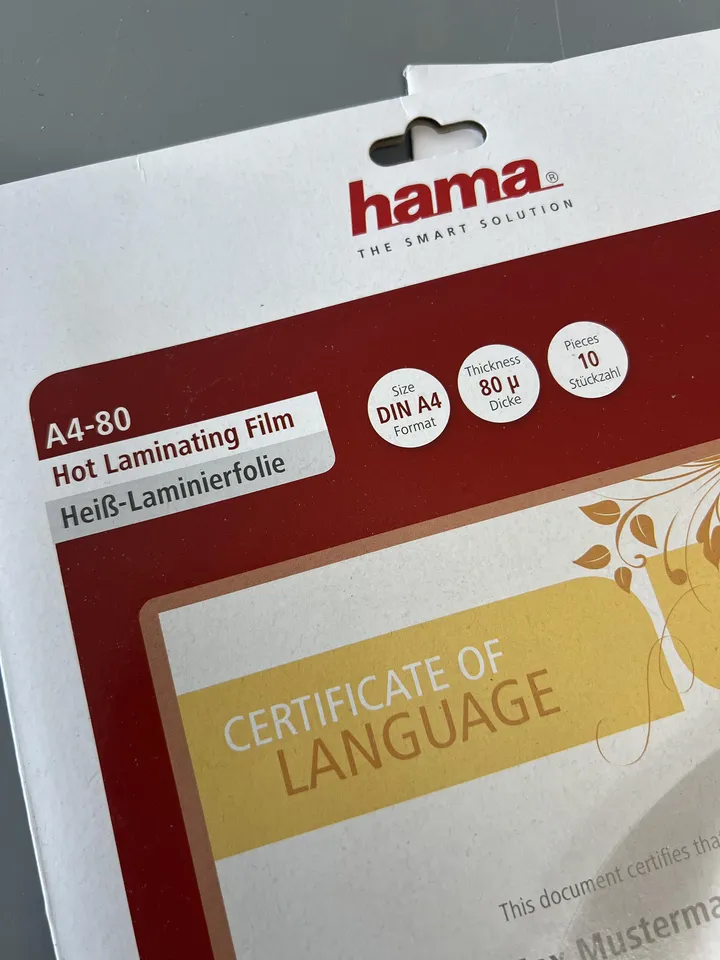 hama®
THE SMART SOLUTION
A4-80
Hot Laminating Film
Heiß-Laminierfolie
Size
DIN A4
Format
Thickness
80 µ
Dicke
Pieces
10
Stückzahl
CERTIFICATE OF
LANGUAGE
This document certifies tha